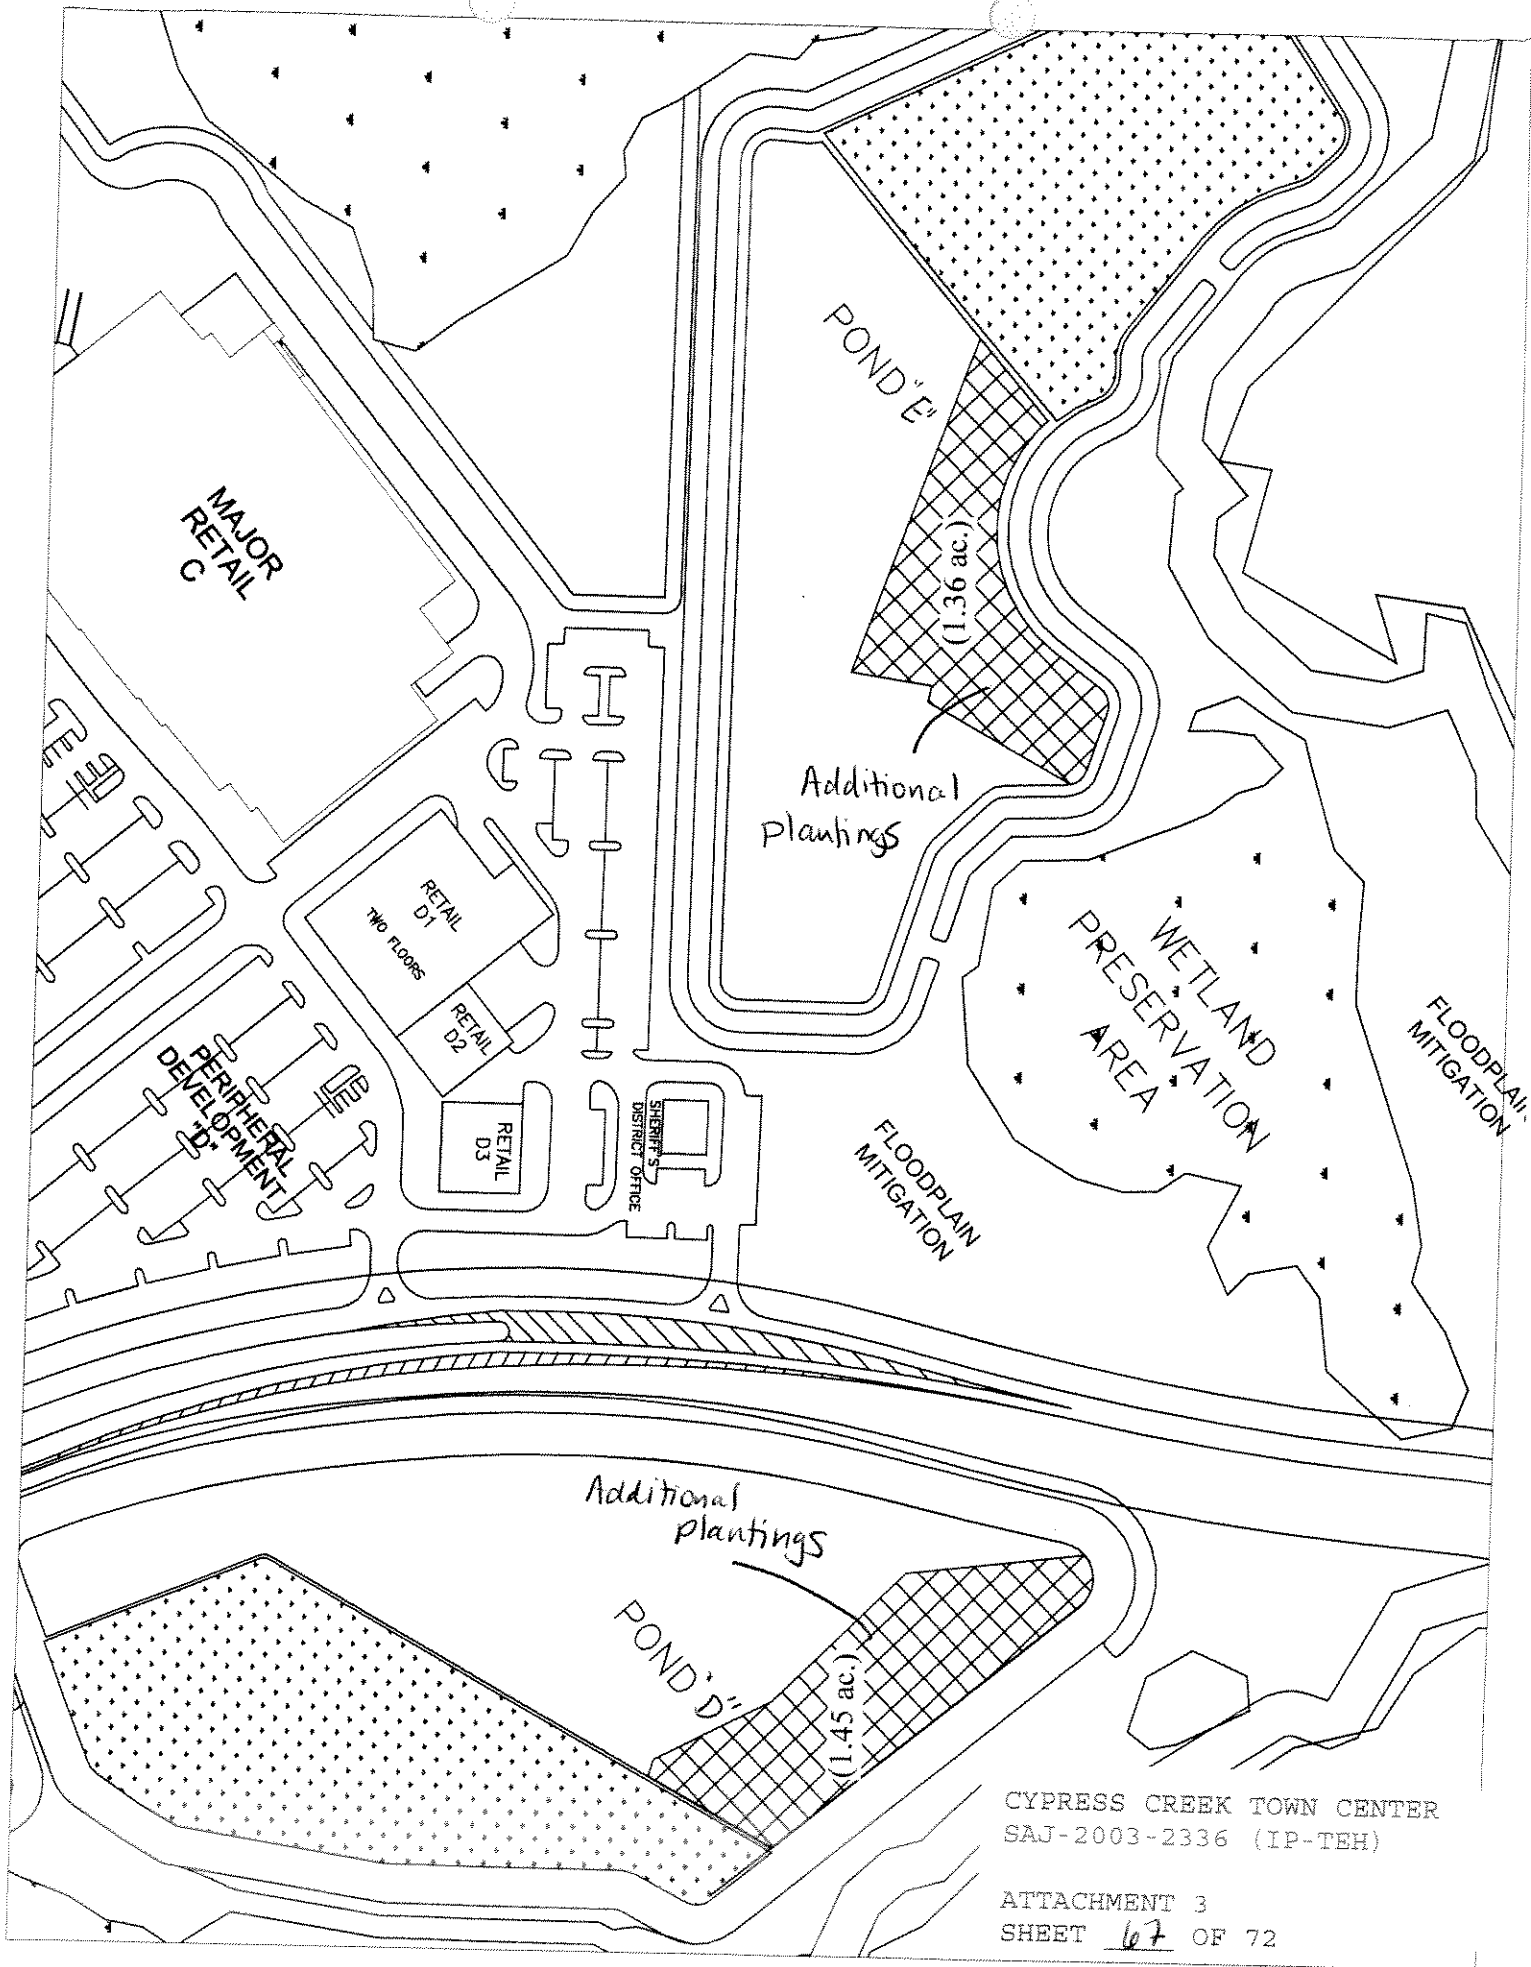 POND "E"
MAJOR
RETAIL
C
(1.36 ac.)
Additional
plantings
RETAIL
D1
TWO FLOORS
RETAIL
D2
WETLAND
PRESERVATION
AREA
FLOODPLAIN
MITIGATION
PERIPHERAL
DEVELOPMENT
"D"
RETAIL
D3
SHERIFF'S
DISTRICT OFFICE
FLOODPLAIN
MITIGATION
Additional
plantings
POND "D"
(1.45 ac.)
CYPRESS CREEK TOWN CENTER
SAJ-2003-2336 (IP-TEH)
ATTACHMENT 3
SHEET 67 OF 72